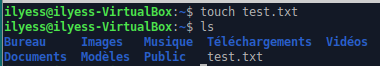 ilyess@ilyess-VirtualBox:~$ touch test.txt
ilyess@ilyess-VirtualBox:~$ ls
Bureau Images Musique Téléchargements Vidéos
Documents Modèles Public test.txt